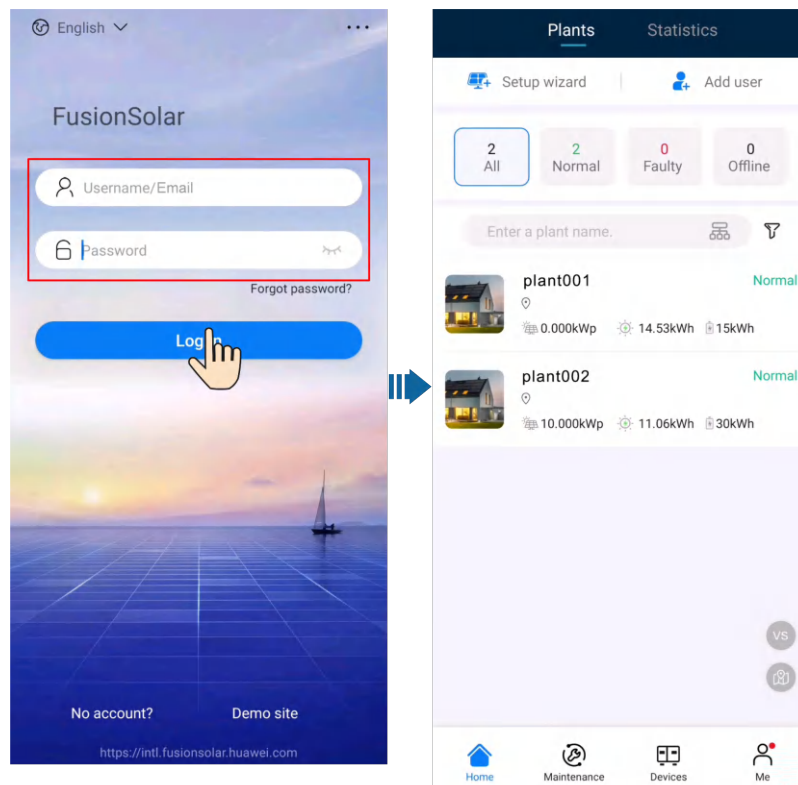 English
FusionSolar
Username/Email
Password
Forgot password?
Log In
No account?
Demo site
https://intl.fusionsolar.huawei.com
Plants
Statistics
Setup wizard
Add user
2
All
2
Normal
0
Faulty
0
Offline
Enter a plant name.
plant001
Normal
0.000kWp
14.53kWh
15kWh
plant002
Normal
10.000kWp
11.06kWh
30kWh
VS
Home
Maintenance
Devices
Me